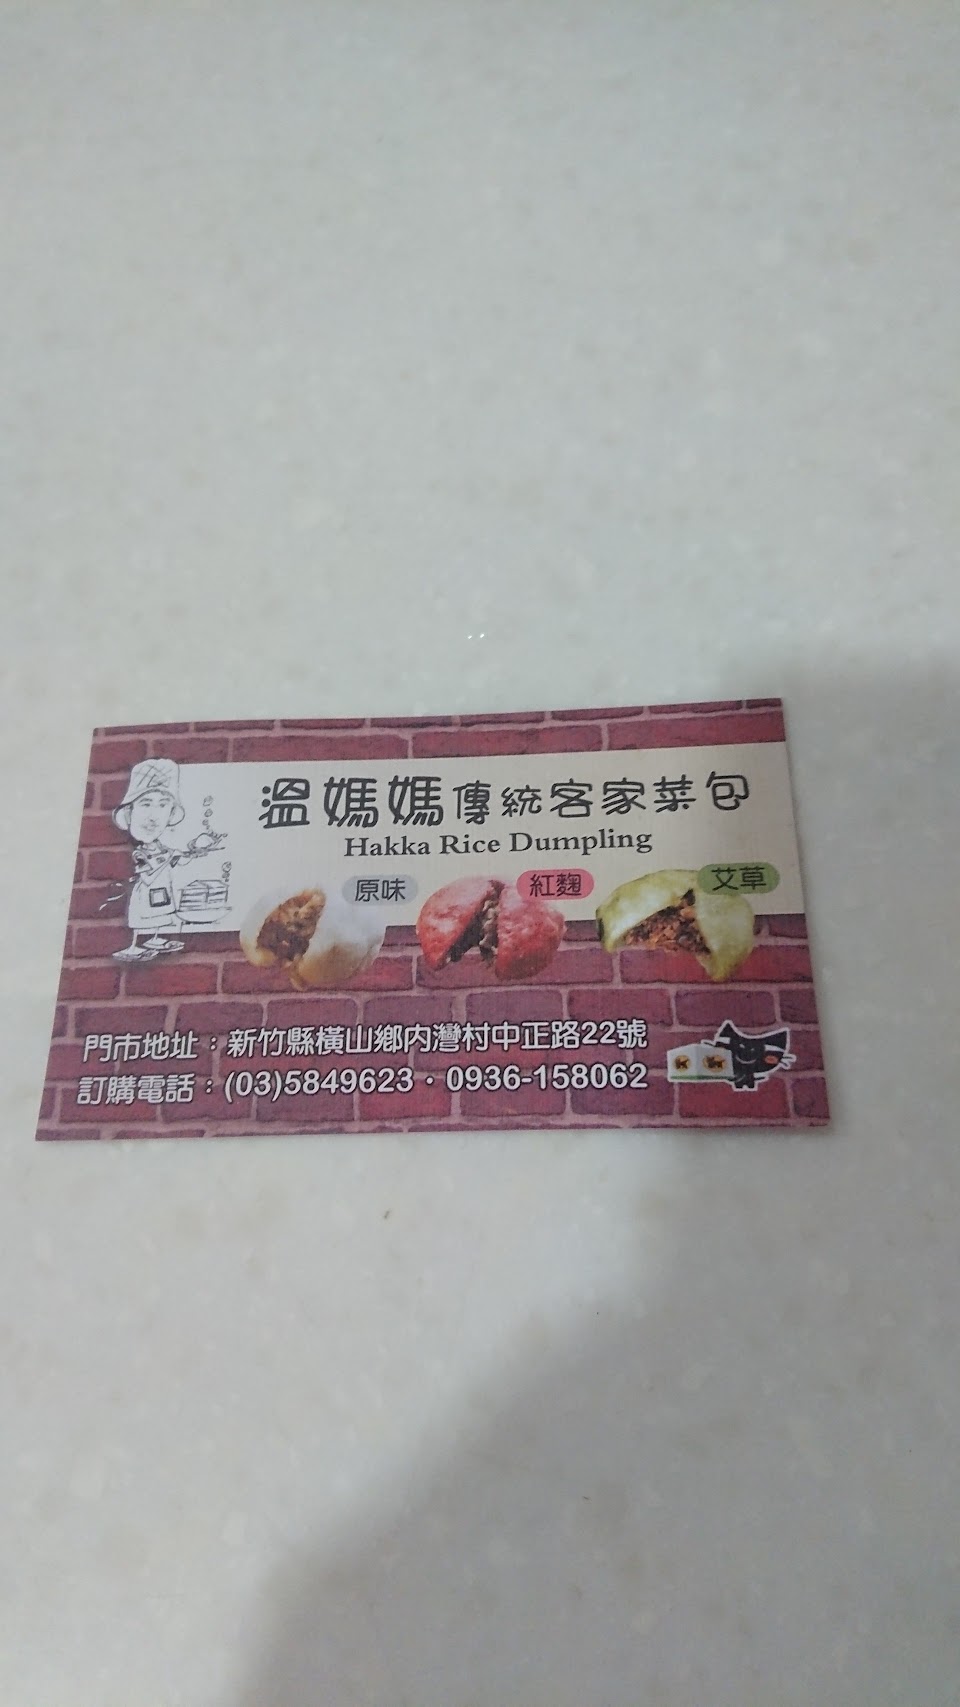 溫媽媽傳統客家菜包
Hakka Rice Dumpling
原味
紅麴
艾草
門市地址：新竹縣橫山鄉內灣村中正路22號
訂購電話：(03)5849623・0936-158062